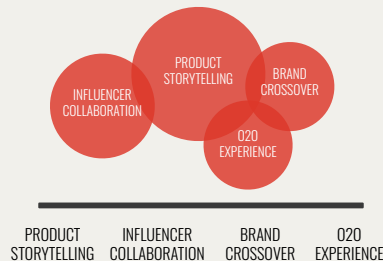 PRODUCT
STORYTELLING
BRAND
CROSSOVER
INFLUENCER
COLLABORATION
O2O
EXPERIENCE
PRODUCT
STORYTELLING
INFLUENCER
COLLABORATION
BRAND
CROSSOVER
O2O
EXPERIENCE